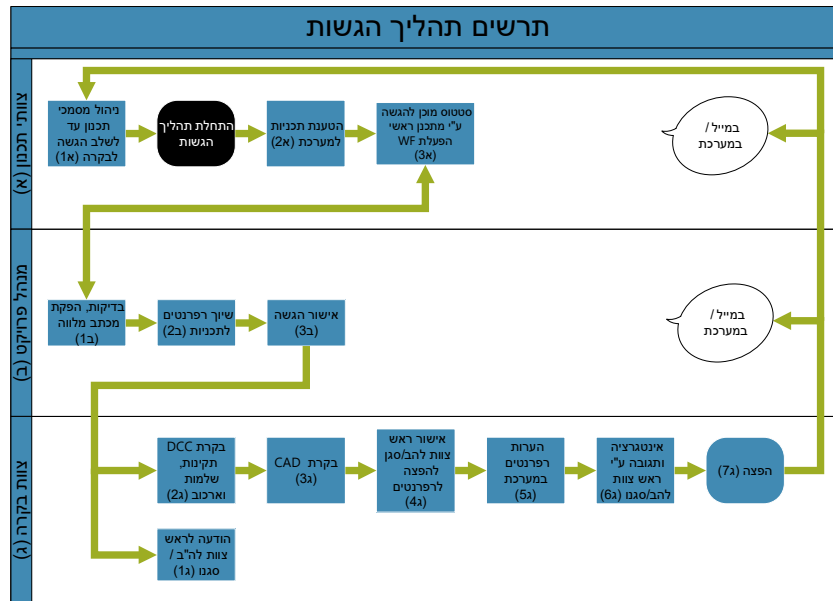 תרשים תהליך הגשות
צוותי תכנון (א)
ניהול מסמכי
תכנון עד
לשלב הגשה
לבקרה (א1)
התחלת תהליך
הגשות
הטענת תכניות
למערכת (א2)
סטטוס מוכן להגשה
ע"י מתכנן ראשי
הפעלת WF
(א3)
במייל /
במערכת
מנהל פרויקט (ב)
בדיקות, הפקת
מכתב מלווה
(ב1)
שיוך רפרנטים
לתכניות (ב2)
אישור הגשה
(ב3)
במייל /
במערכת
צוות בקרה (ג)
בקרת DCC
תקינות,
שלמות
וארכוב (ג2)
בקרת CAD
(ג3)
אישור ראש
צוות להב/סגן
להפצה
לרפרנטים
(ג4)
הערות
רפרנטים
במערכת
(ג5)
אינטגרציה
ותגובה ע"י
ראש צוות
להב/סגנו (ג6)
הפצה (ג7)
הודעה לראש
צוות לה"ב /
סגנו (ג1)